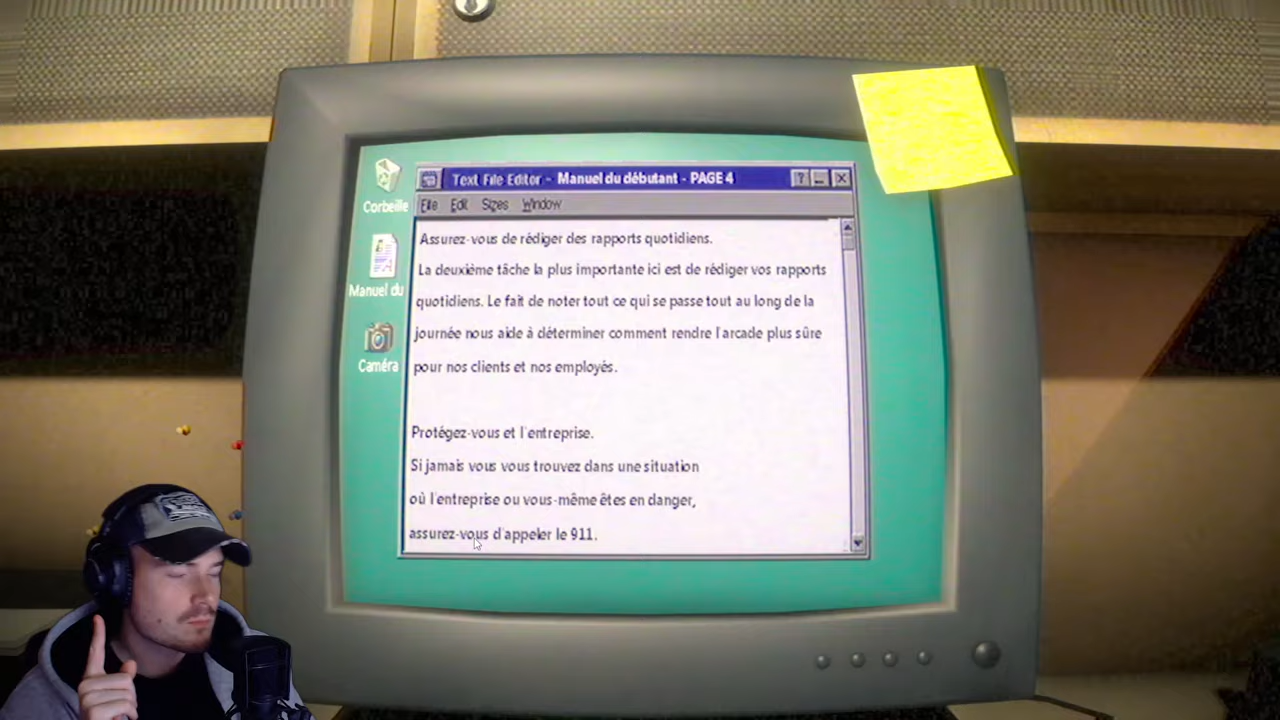 Text File Editor - Manuel du débutant - PAGE 4
Corbeille
File Edit Sizes Window
Assurez-vous de rédiger des rapports quotidiens.
La deuxième tâche la plus importante ici est de rédiger vos rapports
Manuel du
quotidiens. Le fait de noter tout ce qui se passe tout au long de la
journée nous aide à déterminer comment rendre l'arcade plus sûre
Caméra
pour nos clients et nos employés.
Protégez-vous et l'entreprise.
Si jamais vous vous trouvez dans une situation
où l'entreprise ou vous-même êtes en danger,
assurez-vous d'appeler le 911.